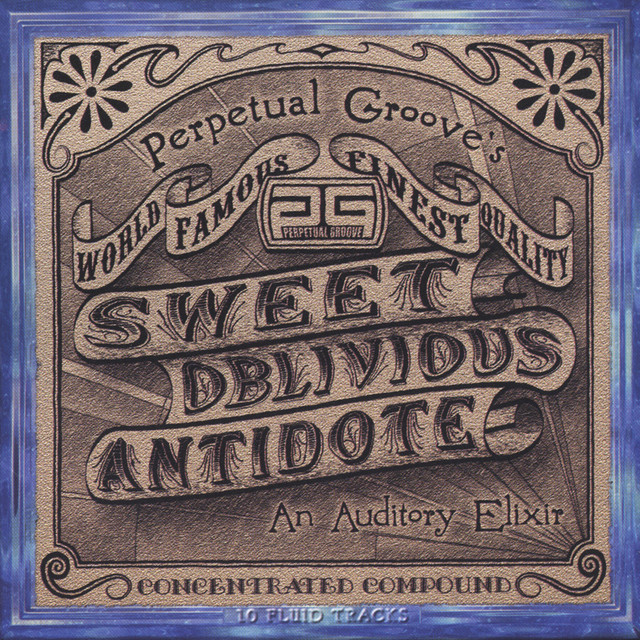 Perpetual Groove's
WORLD FAMOUS FINEST QUALITY
PG
PERPETUAL GROOVE
SWEET
OBLIVIOUS
ANTIDOTE
An Auditory Elixir
CONCENTRATED COMPOUND
10 FLUID TRACKS